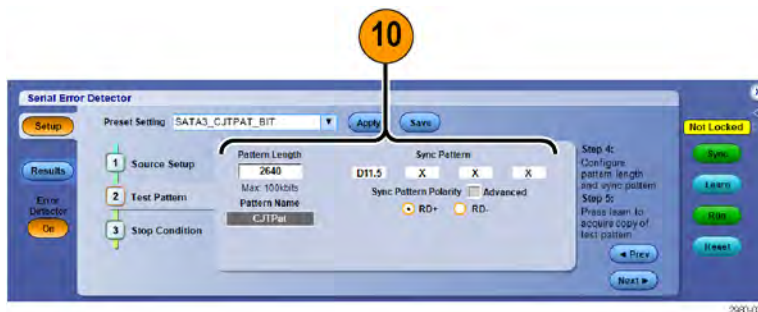 10
Serial Error Detector
Setup
Preset Setting SATA3_CJTPAT_BIT Apply Save
Not Locked
Results
Error
Detector
On
1 Source Setup
2 Test Pattern
3 Stop Condition
Pattern Length
2640
Max: 100kbits
Pattern Name
CJTPat
Sync Pattern
D11.5 X X X
Sync Pattern Polarity Advanced
RD+ RD-
Step 4:
Configure
pattern length
and sync pattern
Step 5:
Press learn to
acquire copy of
test pattern
Prev
Next
Sync
Learn
Run
Reset